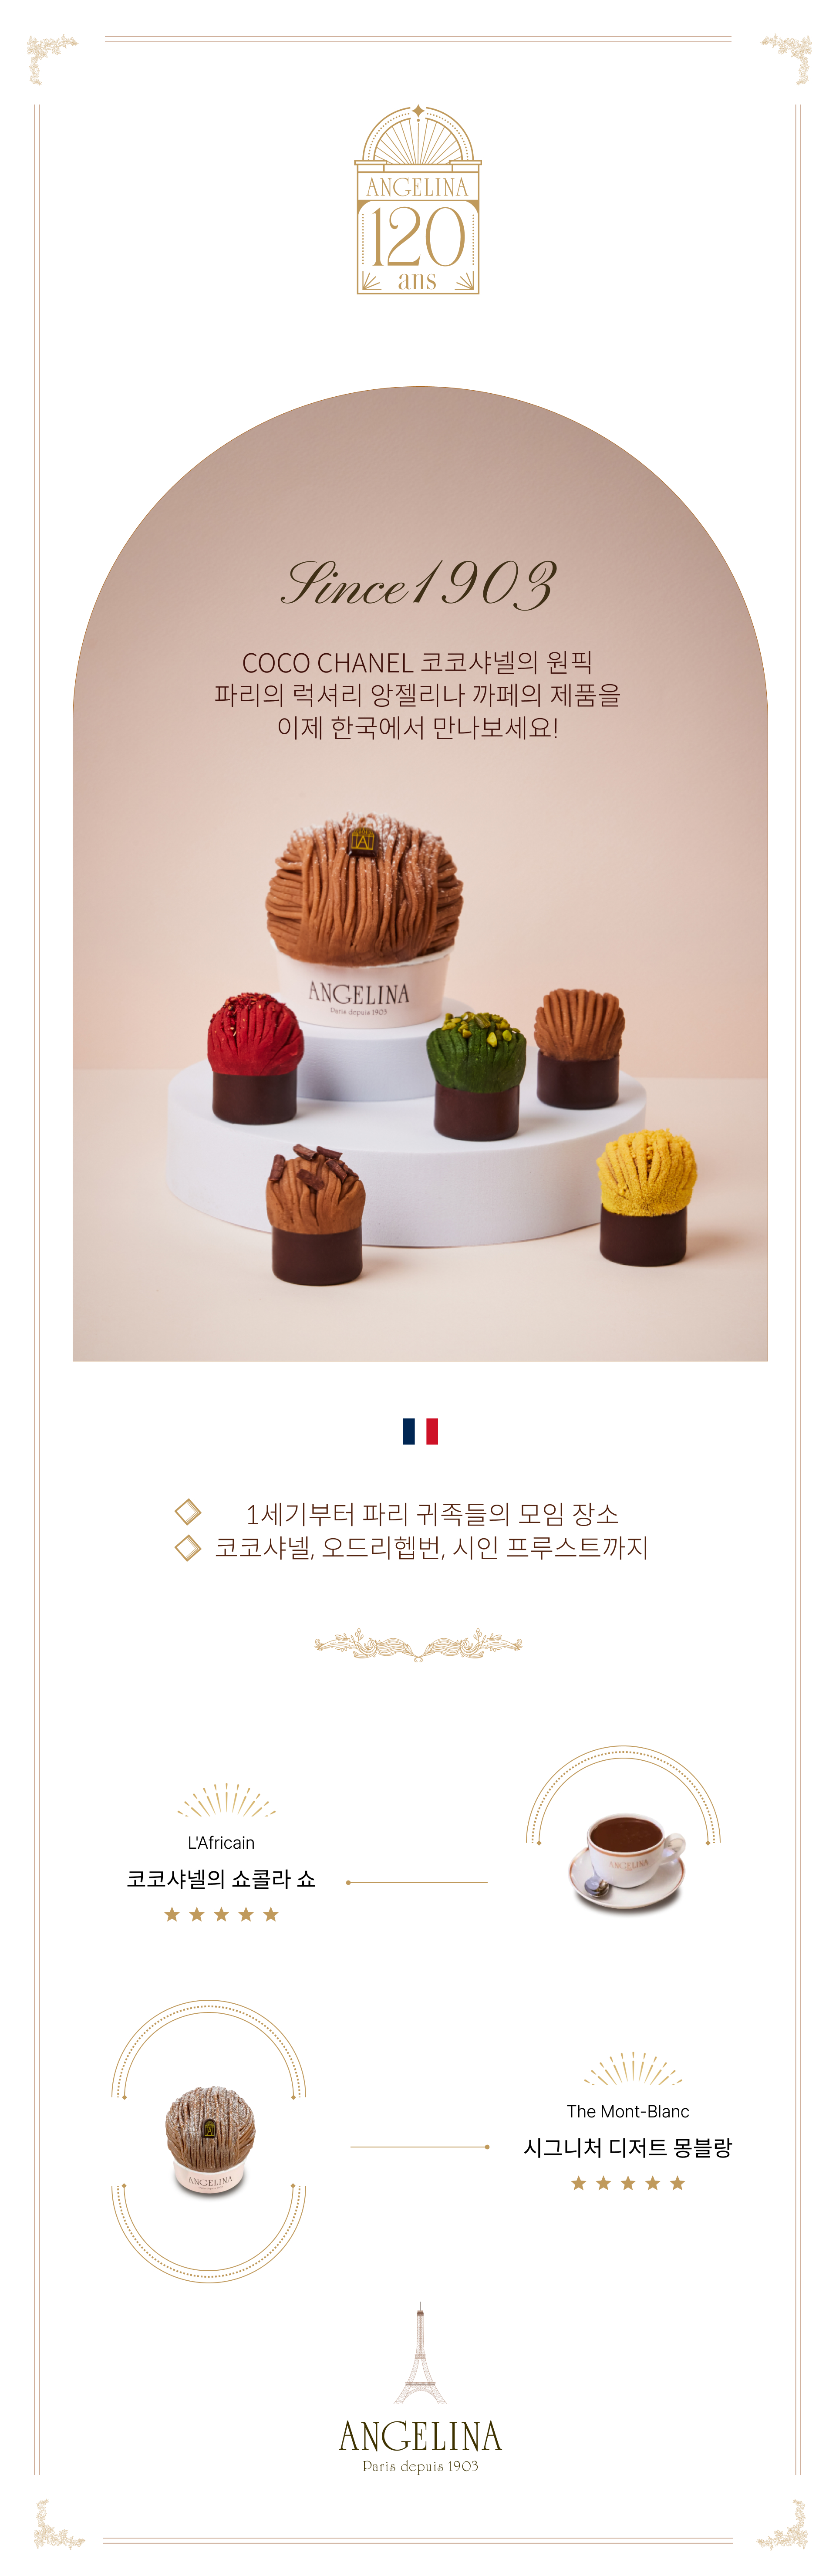 ANGELINA
120
ans
Since1903
COCO CHANEL 코코샤넬의 원픽
파리의 럭셔리 앙젤리나 까페의 제품을
이제 한국에서 만나보세요!
A
ANGELINA
Paris depuis 1903
1세기부터 파리 귀족들의 모임 장소
코코샤넬, 오드리헵번, 시인 프루스트까지
L'Africain
코코샤넬의 쇼콜라 쇼
ANGELINA
The Mont-Blanc
시그니처 디저트 몽블랑
ANGELINA
ANGELINA
Paris depuis 1903